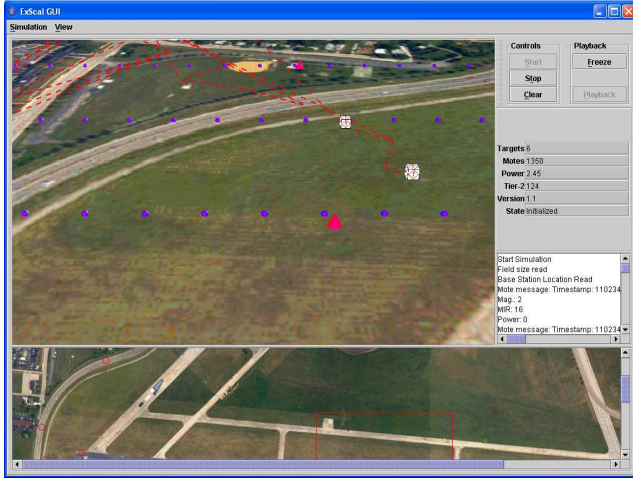 ExScal GUI
Simulation View
Controls
Start
Stop
Clear
Playback
Freeze
Playback
Targets 6
Motes 1350
Power 2.45
Tier-2 124
Version 1.1
State Initialized
Start Simulation
Field size read
Base Station Location Read
Mote message: Timestamp: 110234
Mag.: 2
MIR: 16
Power: 0
Mote message: Timestamp: 110234